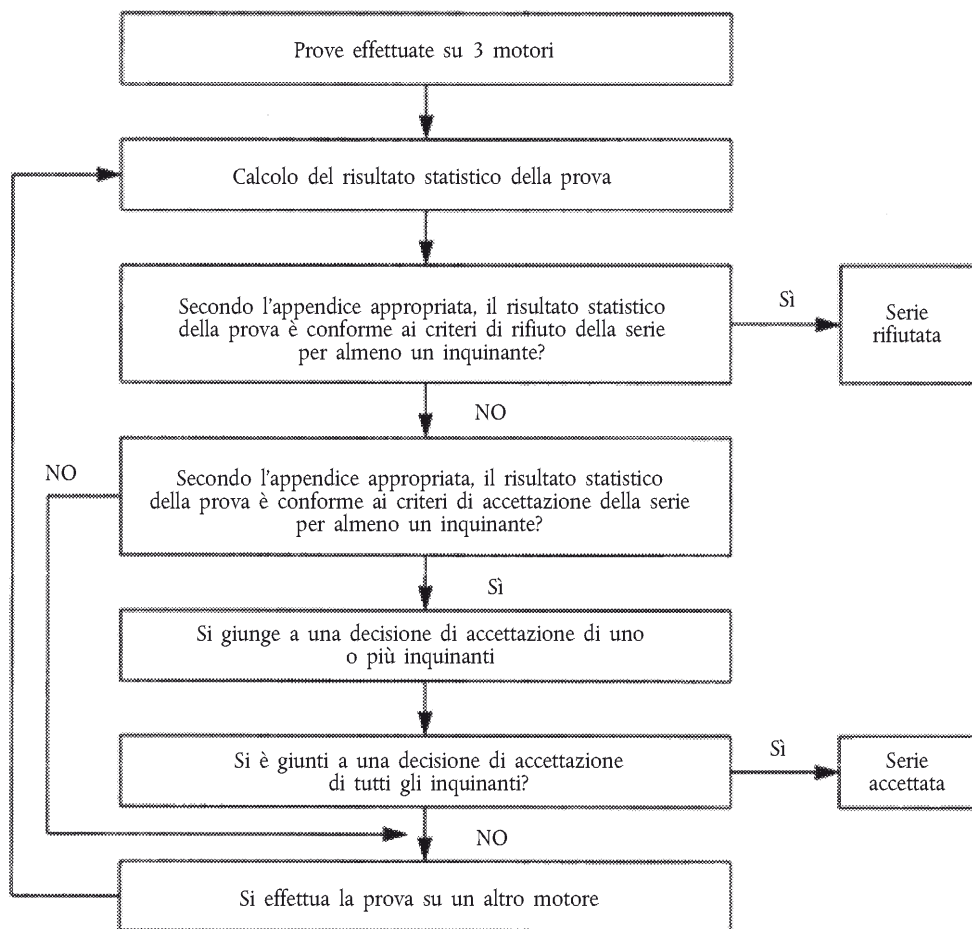 Prove effettuate su 3 motori
Calcolo del risultato statistico della prova
Secondo l'appendice appropriata, il risultato statistico
della prova è conforme ai criteri di rifiuto della serie
per almeno un inquinante?
Sì
Serie
rifiutata
NO
NO
Secondo l'appendice appropriata, il risultato statistico
della prova è conforme ai criteri di accettazione della serie
per almeno un inquinante?
Sì
Si giunge a una decisione di accettazione di uno
o più inquinanti
Si è giunti a una decisione di accettazione
di tutti gli inquinanti?
Sì
Serie
accettata
NO
Si effettua la prova su un altro motore